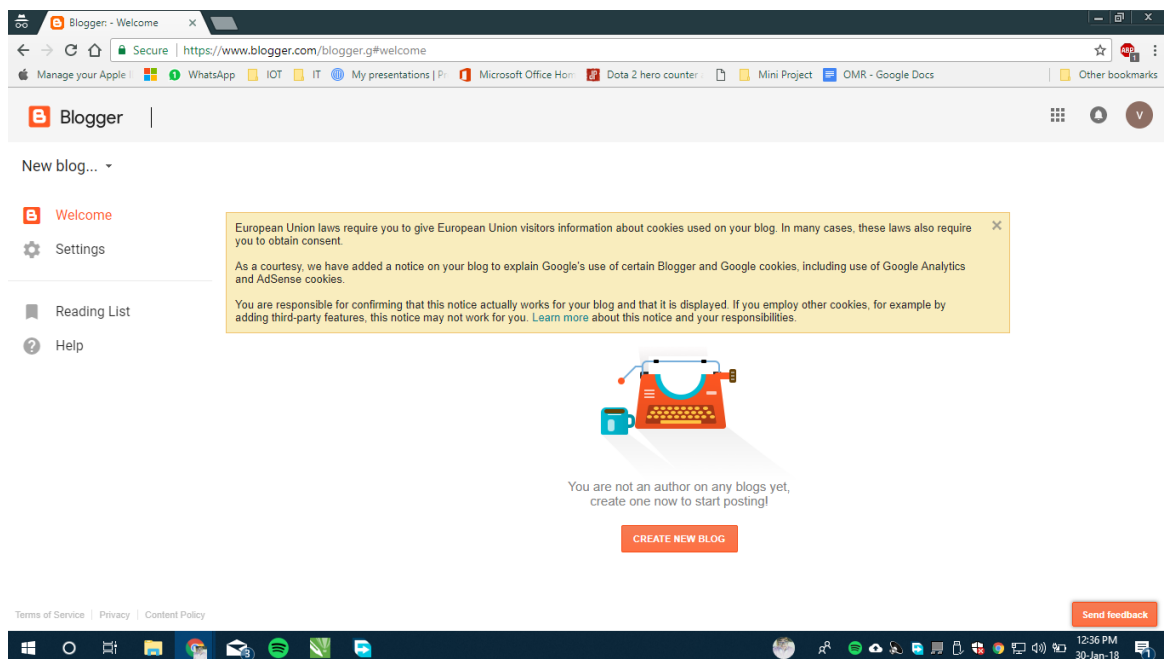 Blogger: - Welcome
Secure https://www.blogger.com/blogger.g#welcome
Manage your Apple WhatsApp IOT IT My presentations | Pr Microsoft Office Hom Dota 2 hero counter Mini Project OMR - Google Docs Other bookmarks
Blogger
V
New blog...
Welcome
Settings
Reading List
Help
European Union laws require you to give European Union visitors information about cookies used on your blog. In many cases, these laws also require
you to obtain consent.
As a courtesy, we have added a notice on your blog to explain Google's use of certain Blogger and Google cookies, including use of Google Analytics
and AdSense cookies.
You are responsible for confirming that this notice actually works for your blog and that it is displayed. If you employ other cookies, for example by
adding third-party features, this notice may not work for you. Learn more about this notice and your responsibilities.
You are not an author on any blogs yet,
create one now to start posting!
CREATE NEW BLOG
Terms of Service | Privacy | Content Policy
Send feedback
12:36 PM
30-Jan-18